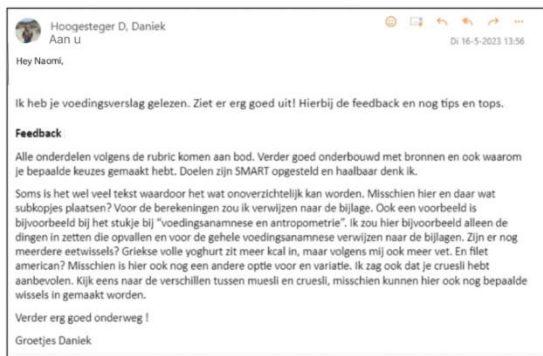 Hoogesteger D, Daniek
Aan u
Di 16-5-2023 13:56
Hey Naomi,
Ik heb je voedingsverslag gelezen. Ziet er erg goed uit! Hierbij de feedback en nog tips en tops.
Feedback
Alle onderdelen volgens de rubric komen aan bod. Verder goed onderbouwd met bronnen en ook waarom
je bepaalde keuzes gemaakt hebt. Doelen zijn SMART opgesteld en haalbaar denk ik.
Soms is het wel veel tekst waardoor het wat onoverzichtelijk kan worden. Misschien hier en daar wat
subkopjes plaatsen? Voor de berekeningen zou ik verwijzen naar de bijlage. Ook een voorbeeld is
bijvoorbeeld bij het stukje bij "voedingsanamnese en antropometrie". Ik zou hier bijvoorbeeld alleen de
dingen in zetten die opvallen en voor de gehele voedingsanamnese verwijzen naar de bijlagen. Zijn er nog
meerdere eetwissels? Griekse volle yoghurt zit meer kcal in, maar volgens mij ook meer vet. En filet
american? Misschien is hier ook nog een andere optie voor en variatie. Ik zag ook dat je cruesli hebt
aanbevolen. Kijk eens naar de verschillen tussen muesli en cruesli, misschien kunnen hier ook nog bepaalde
wissels in gemaakt worden.
Verder erg goed onderweg !
Groetjes Daniek